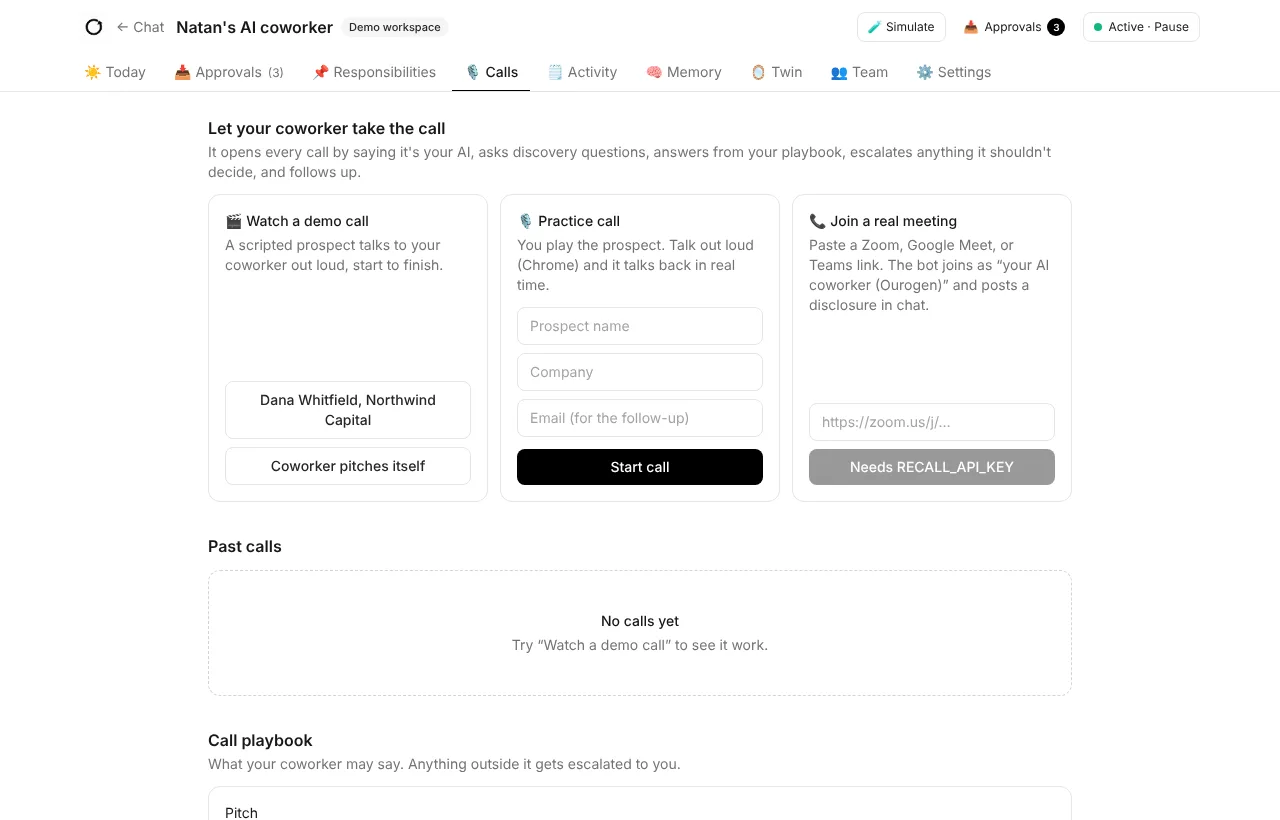 ← Chat Natan's AI coworker Demo workspace 🧪 Simulate 📥 Approvals 3 Active · Pause
☀️ Today 📥 Approvals (3) 📌 Responsibilities 🎙️ Calls 🗒️ Activity 🧠 Memory 🪞 Twin 👥 Team ⚙️ Settings
Let your coworker take the call
It opens every call by saying it's your AI, asks discovery questions, answers from your playbook, escalates anything it shouldn't
decide, and follows up.
🎬 Watch a demo call
A scripted prospect talks to your
coworker out loud, start to finish.
Dana Whitfield, Northwind
Capital
Coworker pitches itself
🎙️ Practice call
You play the prospect. Talk out loud
(Chrome) and it talks back in real
time.
Prospect name
Company
Email (for the follow-up)
Start call
📞 Join a real meeting
Paste a Zoom, Google Meet, or
Teams link. The bot joins as “your AI
coworker (Ourogen)” and posts a
disclosure in chat.
https://zoom.us/j/...
Needs RECALL_API_KEY
Past calls
No calls yet
Try “Watch a demo call” to see it work.
Call playbook
What your coworker may say. Anything outside it gets escalated to you.
Pitch